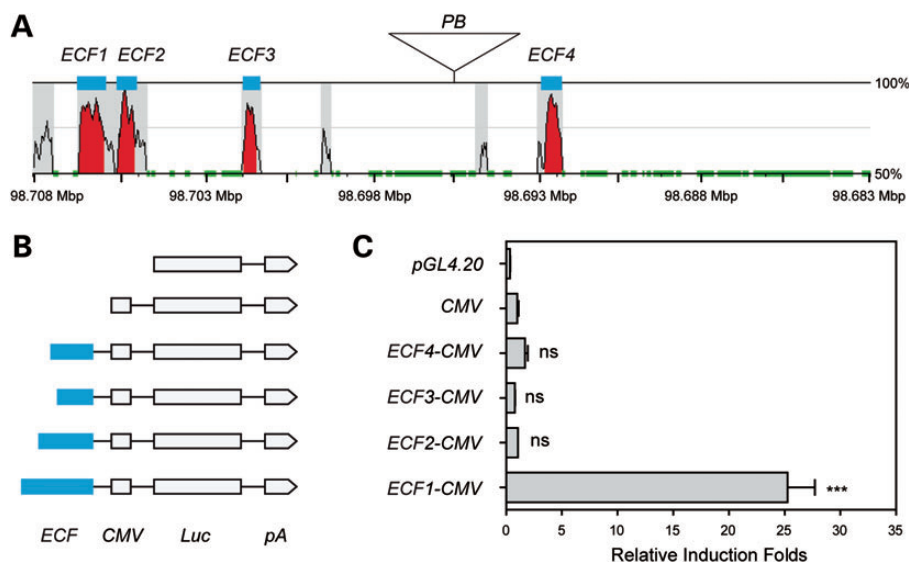 A
PB
ECF1 ECF2 ECF3 ECF4
100%
50%
98.708 Mbp 98.703 Mbp 98.698 Mbp 98.693 Mbp 98.688 Mbp 98.683 Mbp
B
ECF CMV Luc pA
C
pGL4.20
CMV
ECF4-CMV ns
ECF3-CMV ns
ECF2-CMV ns
ECF1-CMV ***
0 5 10 15 20 25 30 35
Relative Induction Folds